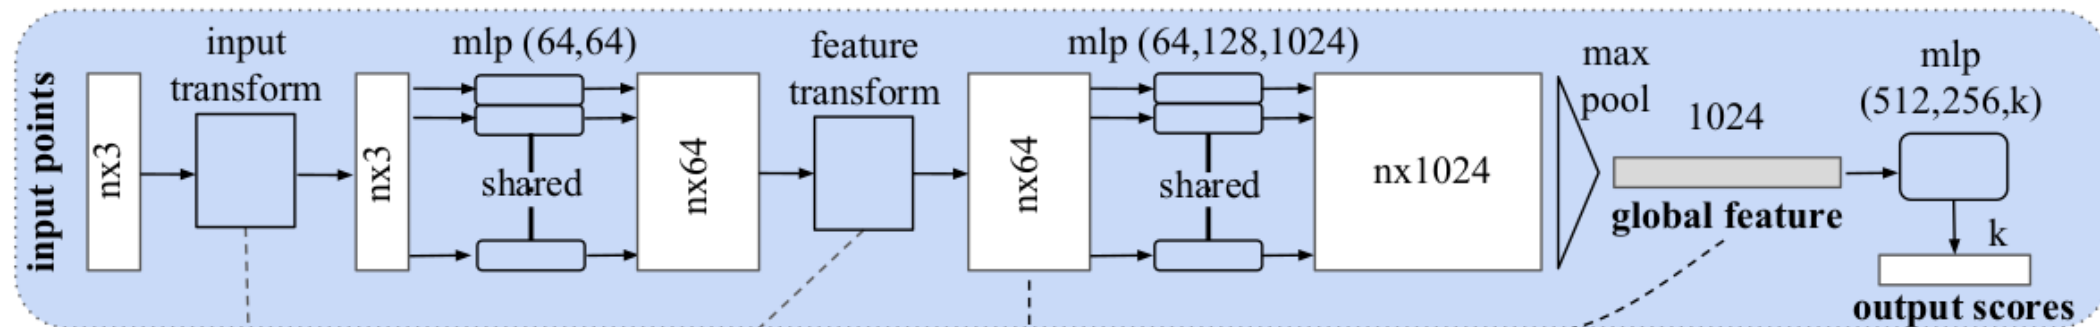 input points
nx3
input
transform
nx3
mlp (64,64)
shared
nx64
feature
transform
nx64
mlp (64,128,1024)
shared
nx1024
max
pool
1024
global feature
mlp
(512,256,k)
k
output scores